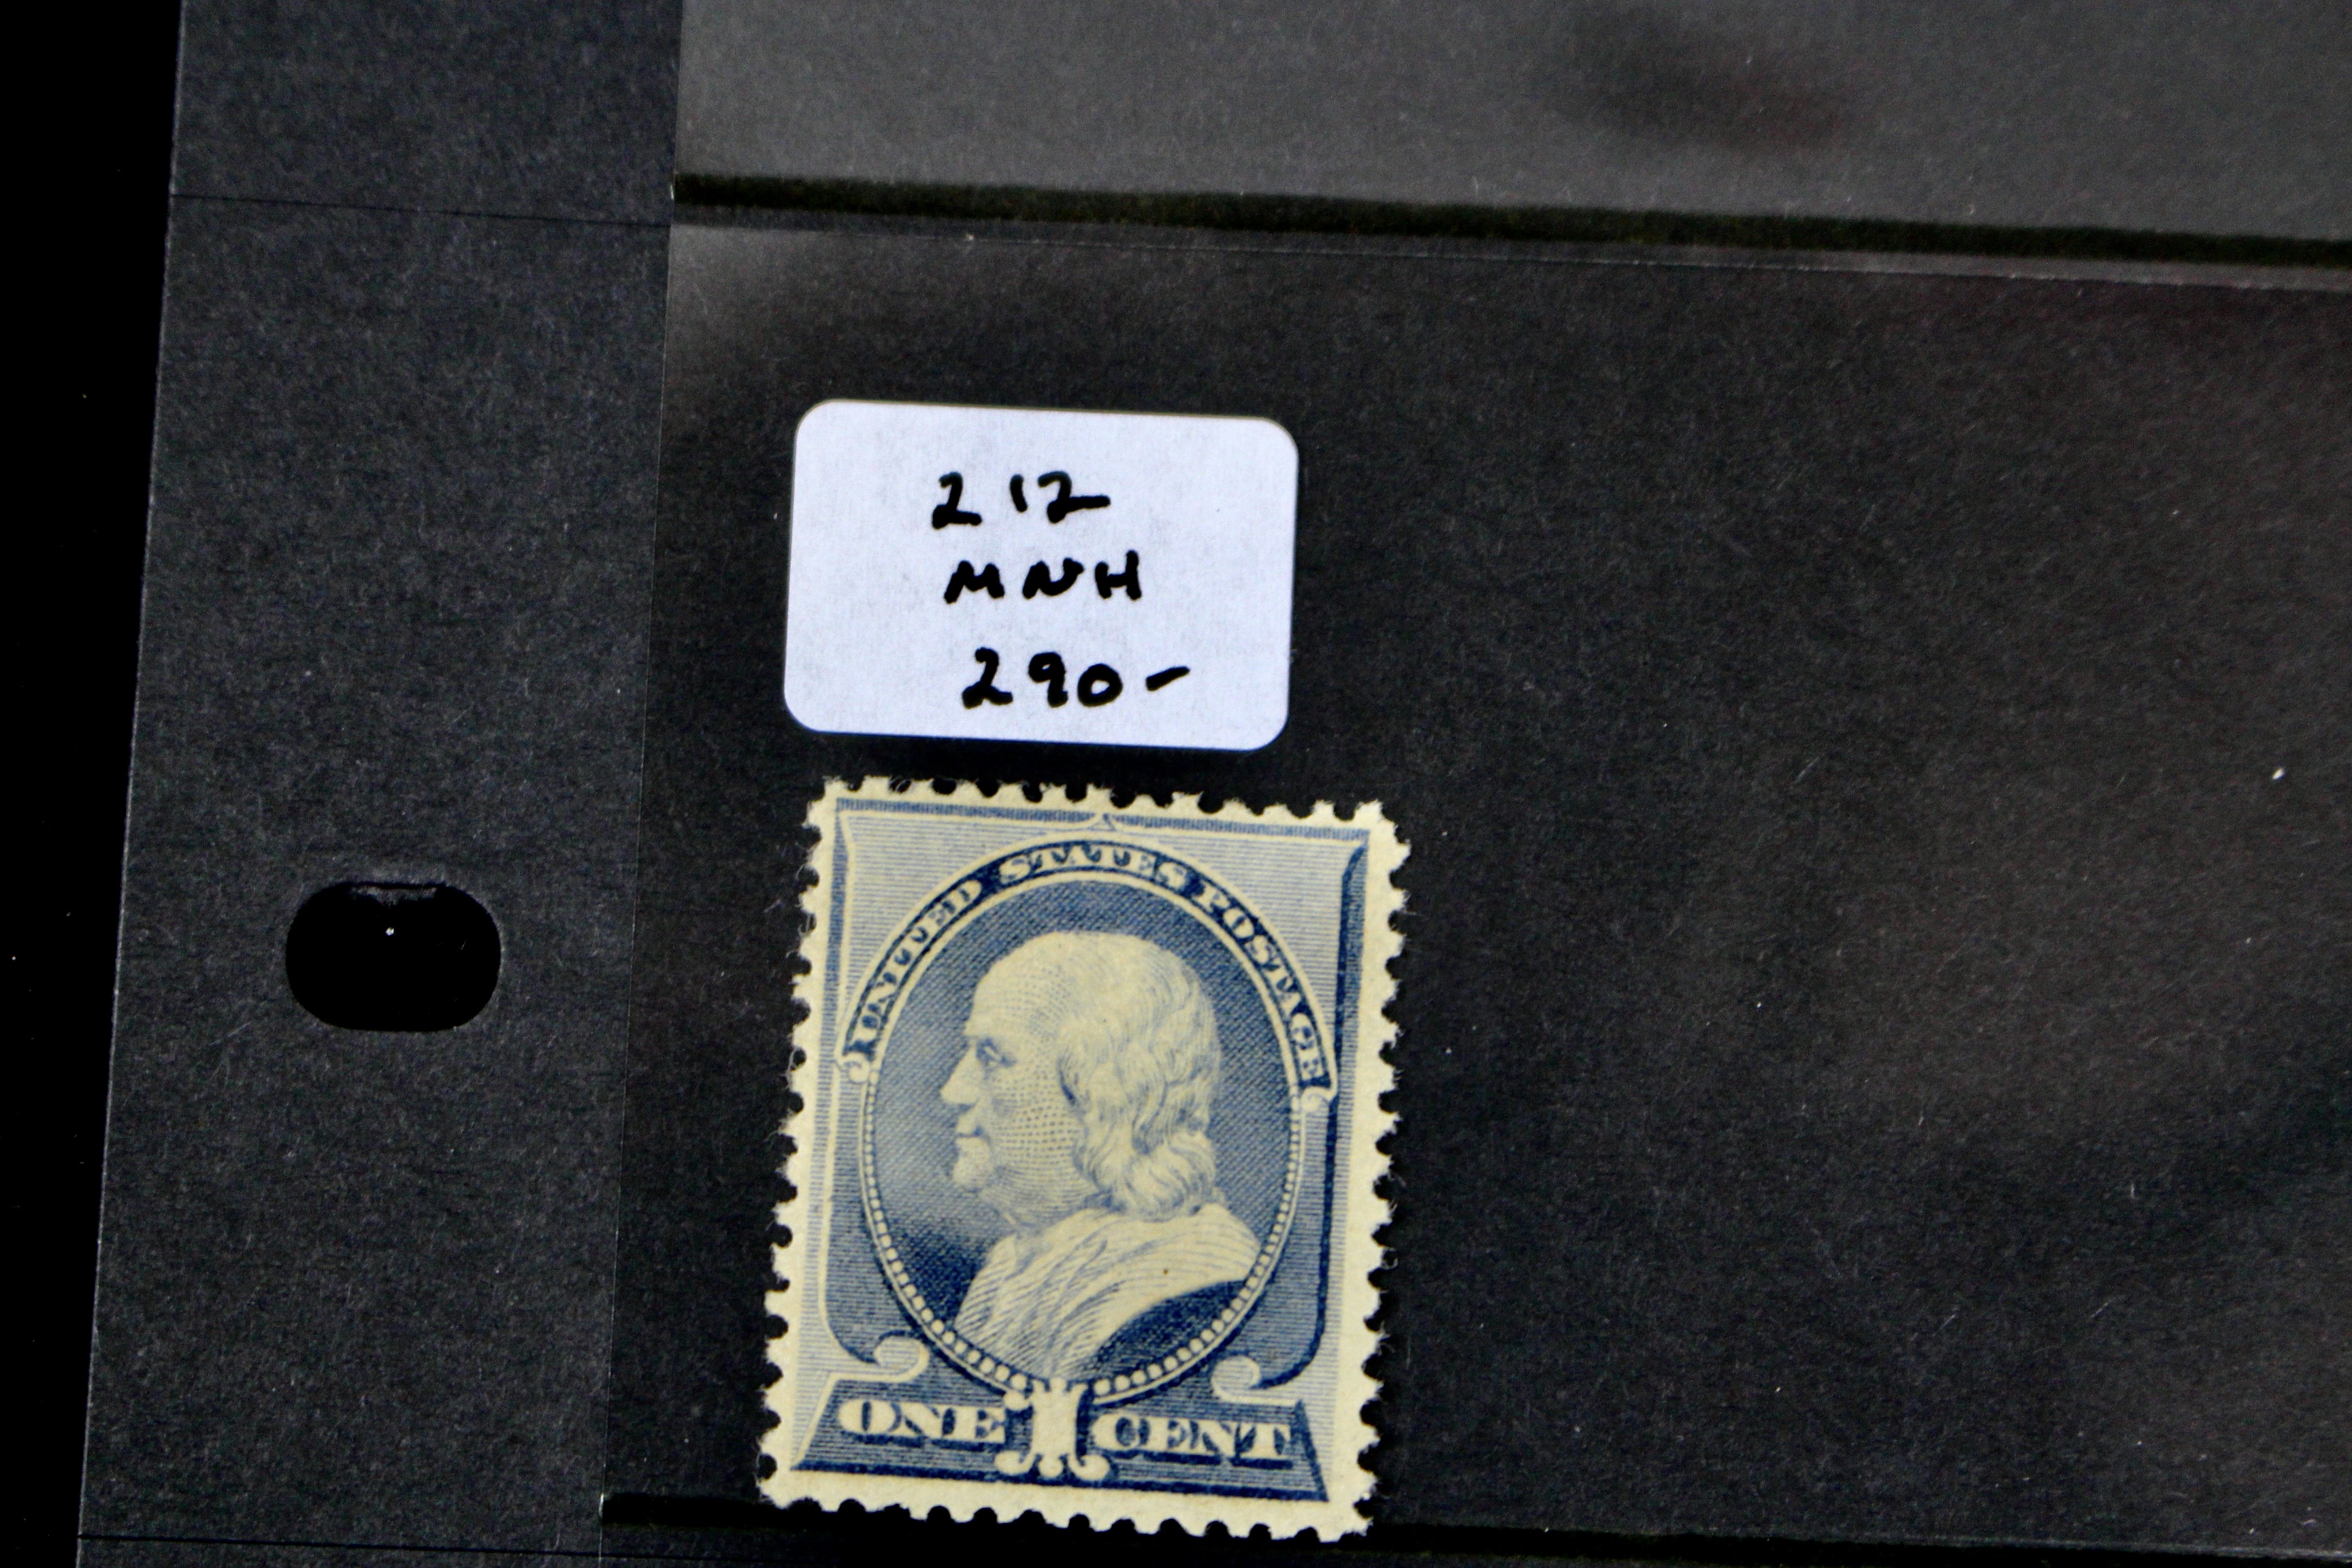 212
MNH
290-
UNITED STATES POSTAGE
ONE 1 CENT